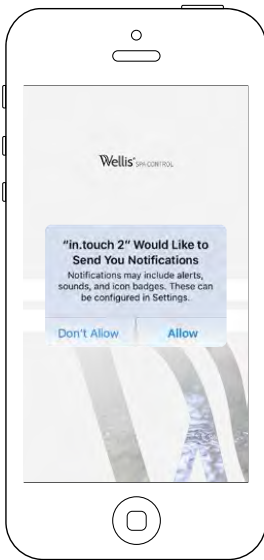 Wellis® SPA CONTROL
"in.touch 2" Would Like to
Send You Notifications
Notifications may include alerts,
sounds, and icon badges. These can
be configured in Settings.
Don't Allow Allow